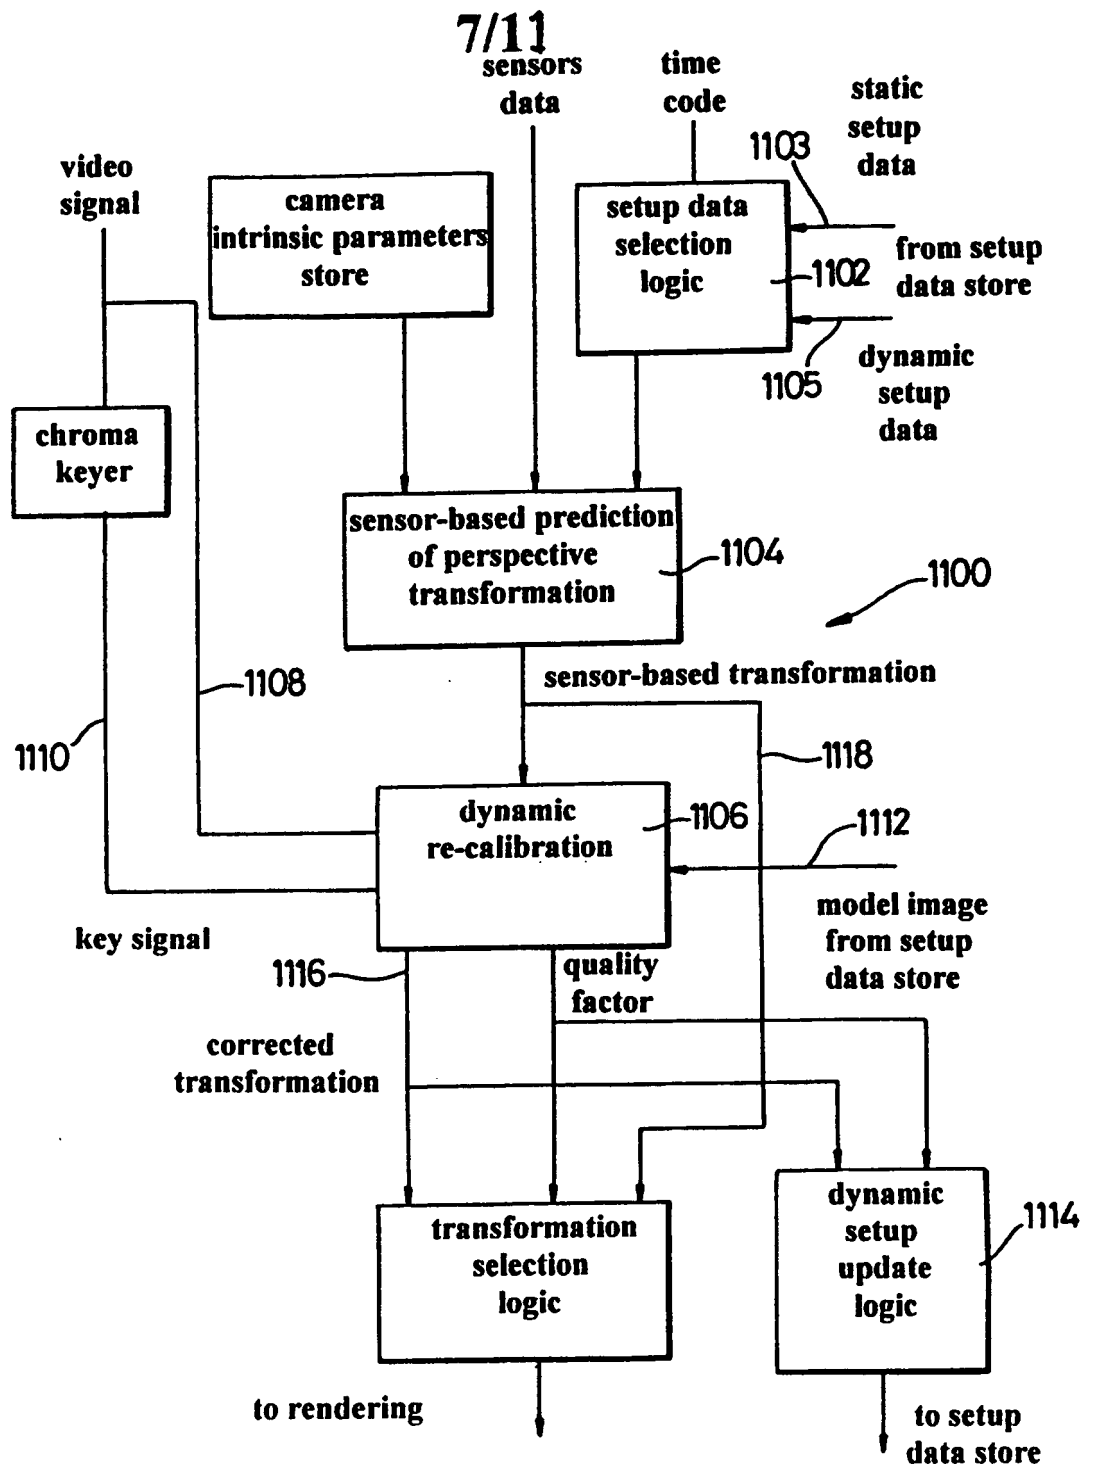 7/11
sensors
data
time
code
static
setup
data
1103
video
signal
camera
intrinsic parameters
store
setup data
selection
logic
1102
from setup
data store
1105
dynamic
setup
data
chroma
keyer
sensor-based prediction
of perspective
transformation
1104
1100
1108
sensor-based transformation
1110
1118
dynamic
re-calibration
1106
1112
model image
from setup
data store
key signal
1116
quality
factor
corrected
transformation
transformation
selection
logic
dynamic
setup
update
logic
1114
to rendering
to setup
data store